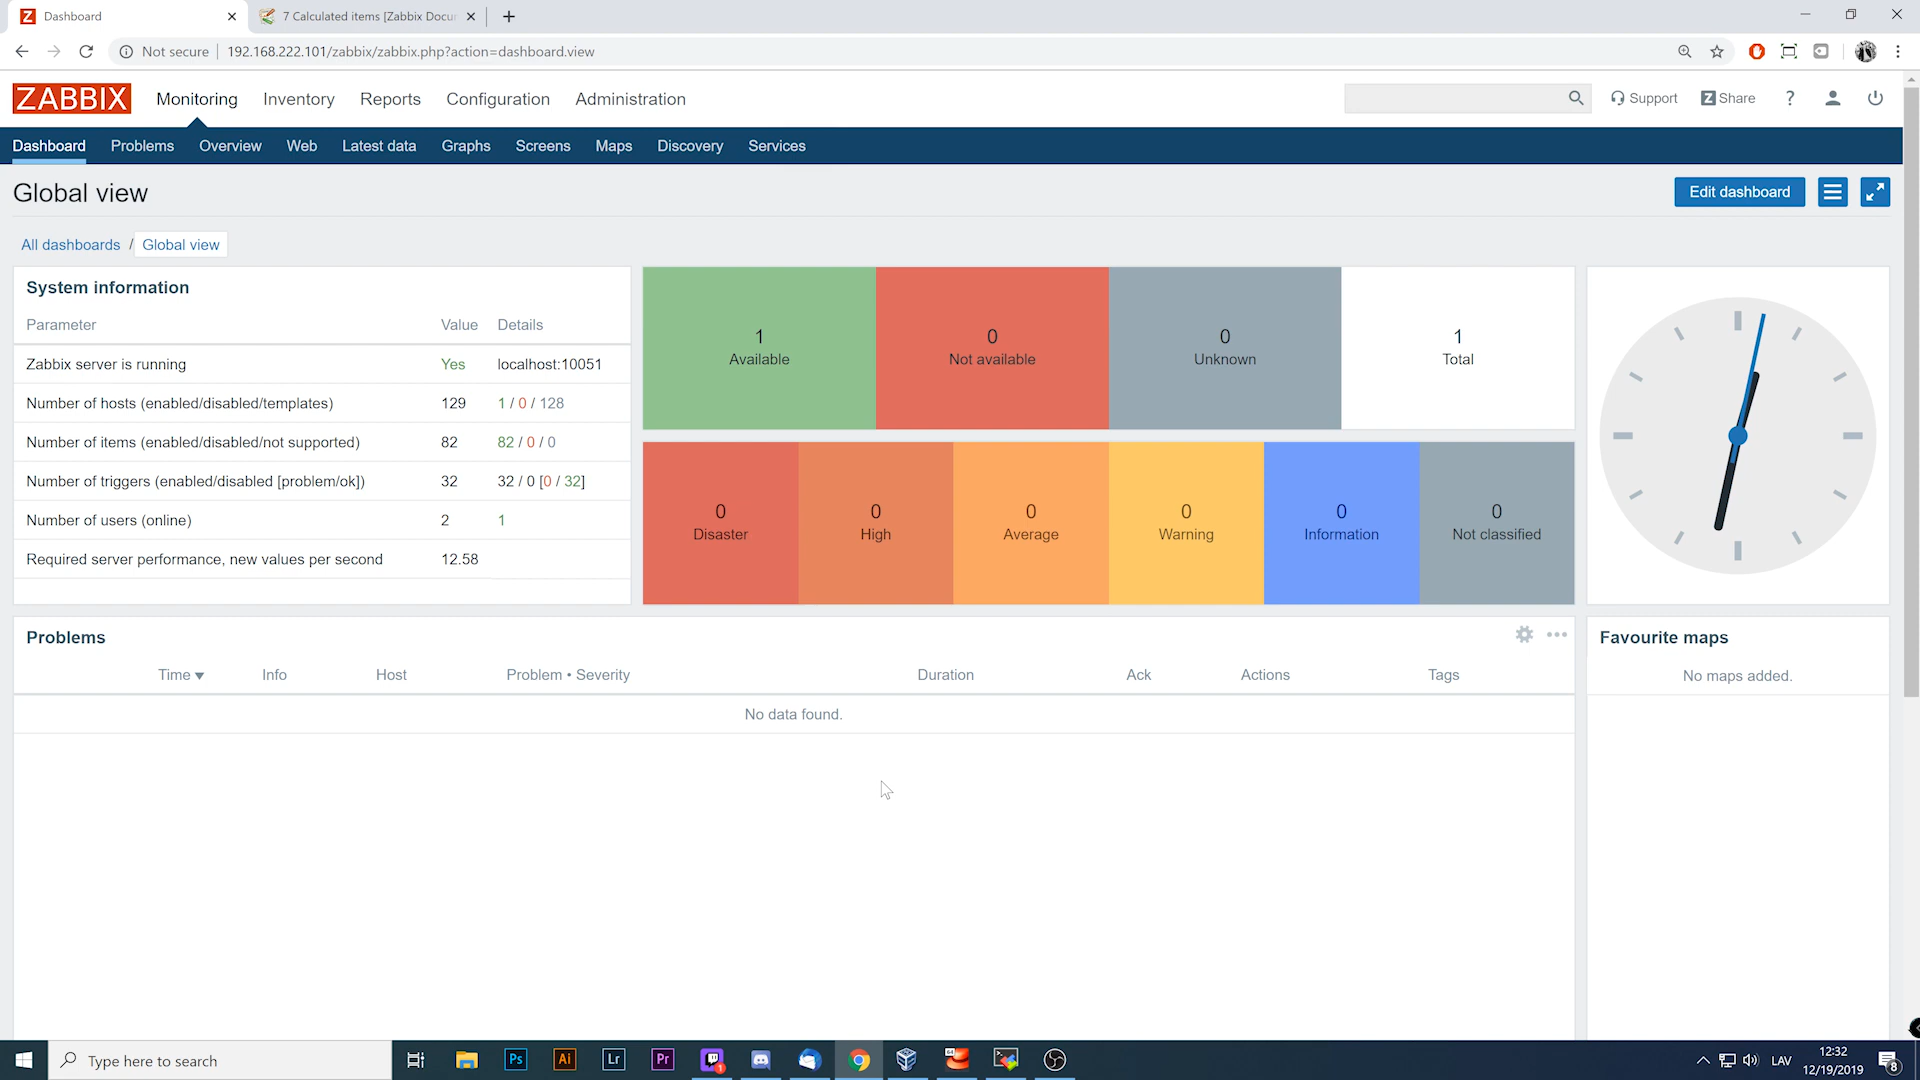 Dashboard
7 Calculated items [Zabbix Docu
Not secure
192.168.222.101/zabbix/zabbix.php?action=dashboard.view
ZABBIX
Monitoring
Inventory
Reports
Configuration
Administration
Support
Z Share
?
Dashboard
Problems
Overview
Web
Latest data
Graphs
Screens
Maps
Discovery
Services
Global view
Edit dashboard
All dashboards / Global view
System information
Parameter Value Details
Zabbix server is running Yes localhost:10051
Number of hosts (enabled/disabled/templates) 129 1 / 0 / 128
Number of items (enabled/disabled/not supported) 82 82 / 0 / 0
Number of triggers (enabled/disabled [problem/ok]) 32 32 / 0 [0 / 32]
Number of users (online) 2 1
Required server performance, new values per second 12.58
1
Available
0
Not available
0
Unknown
1
Total
0
Disaster
0
High
0
Average
0
Warning
0
Information
0
Not classified
Problems
Time Info Host Problem • Severity Duration Ack Actions Tags
No data found.
Favourite maps
No maps added.
Type here to search
Ps
Ai
Lr
Pr
1
64
LAV
12:32
12/19/2019
8